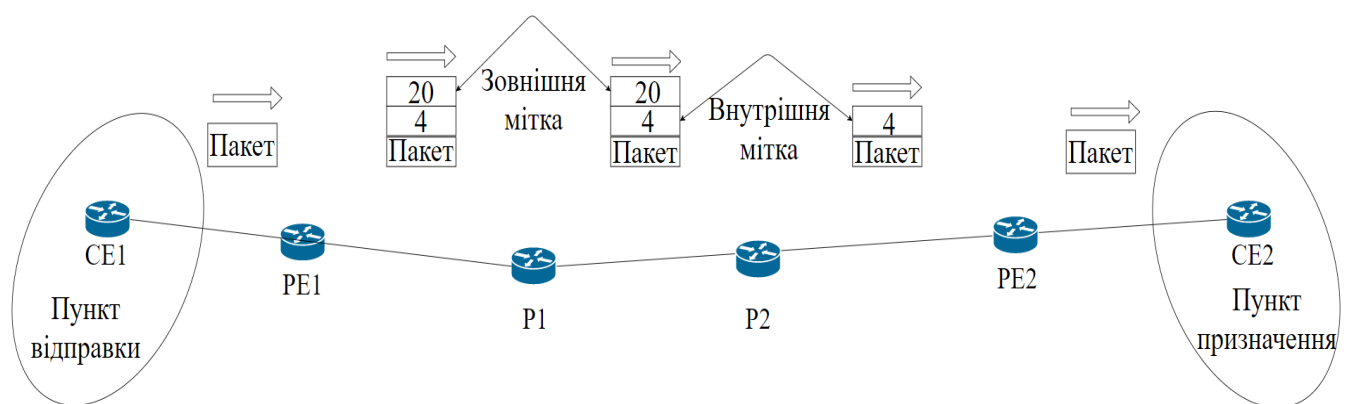 20
4
Пакет
Зовнішня
мітка
20
4
Пакет
Внутрішня
мітка
4
Пакет
Пакет
Пакет
CE1
PE1
P1
P2
PE2
CE2
Пункт
відправки
Пункт
призначення